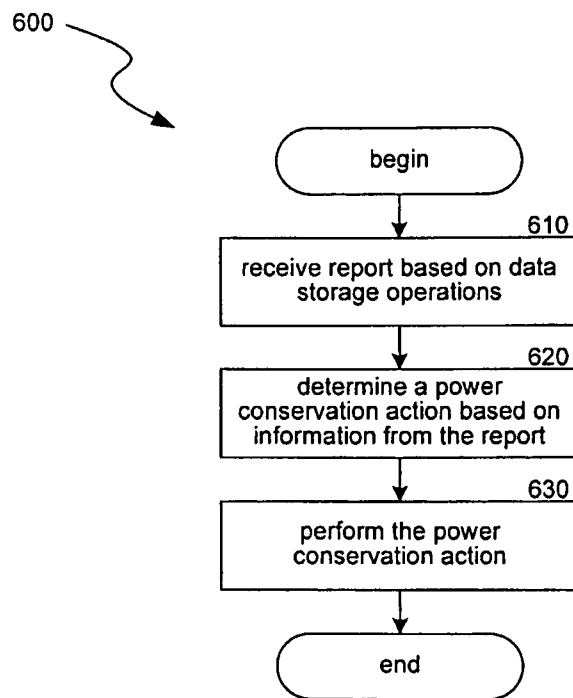 600
begin
610
receive report based on data
storage operations
620
determine a power
conservation action based on
information from the report
630
perform the power
conservation action
end